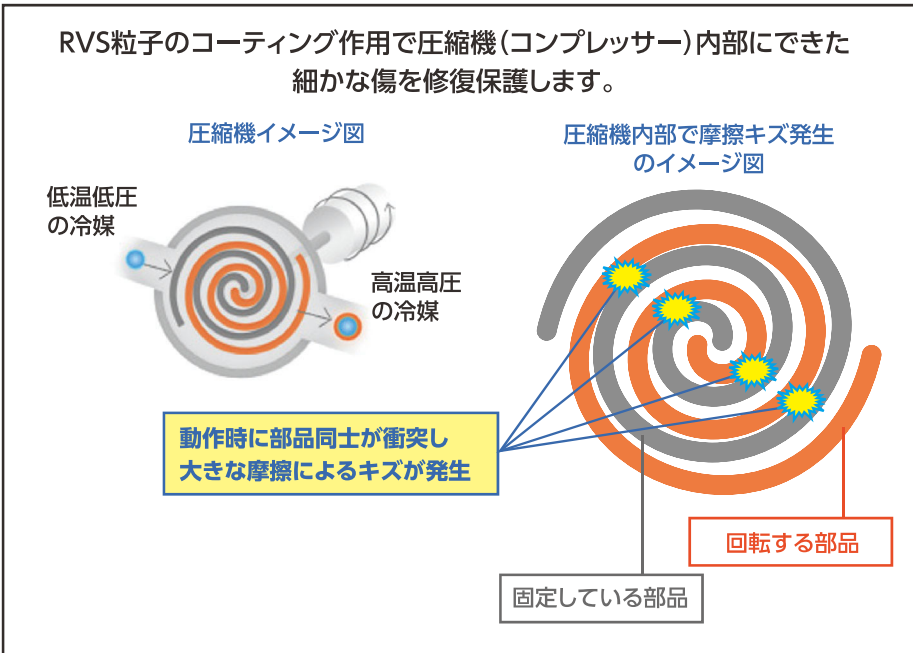 RVS粒子のコーティング作用で圧縮機（コンプレッサー）内部にできた
細かな傷を修復保護します。
圧縮機イメージ図
低温低圧
の冷媒
高温高圧
の冷媒
圧縮機内部で摩擦キズ発生
のイメージ図
動作時に部品同士が衝突し
大きな摩擦によるキズが発生
回転する部品
固定している部品